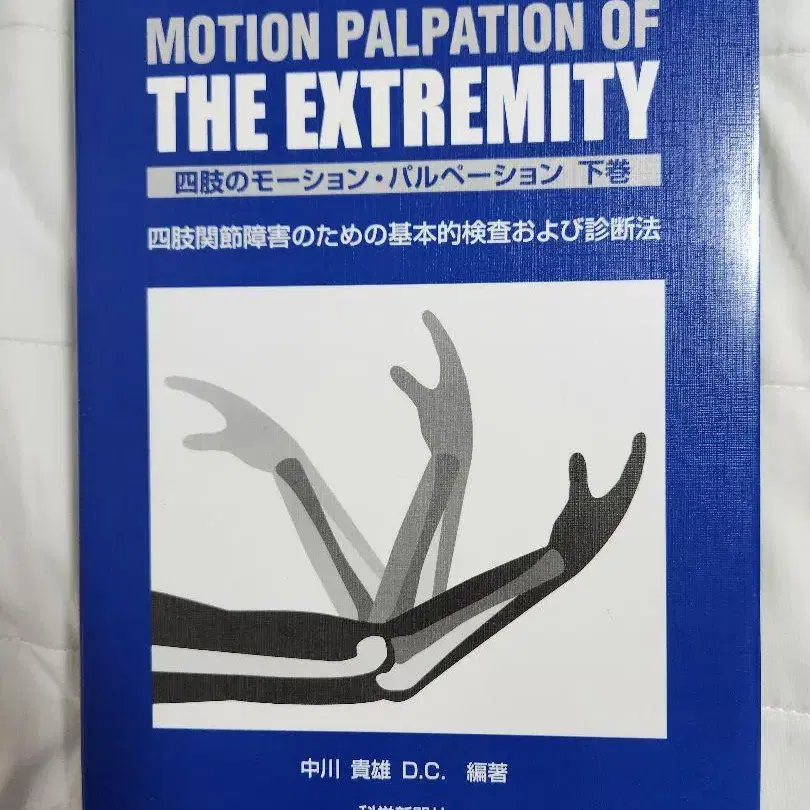 MOTION PALPATION OF
THE EXTREMITY
四肢のモーション・パルペーション 下巻
四肢関節障害のための基本的検査および診断法
中川 貴雄 D.C. 編著